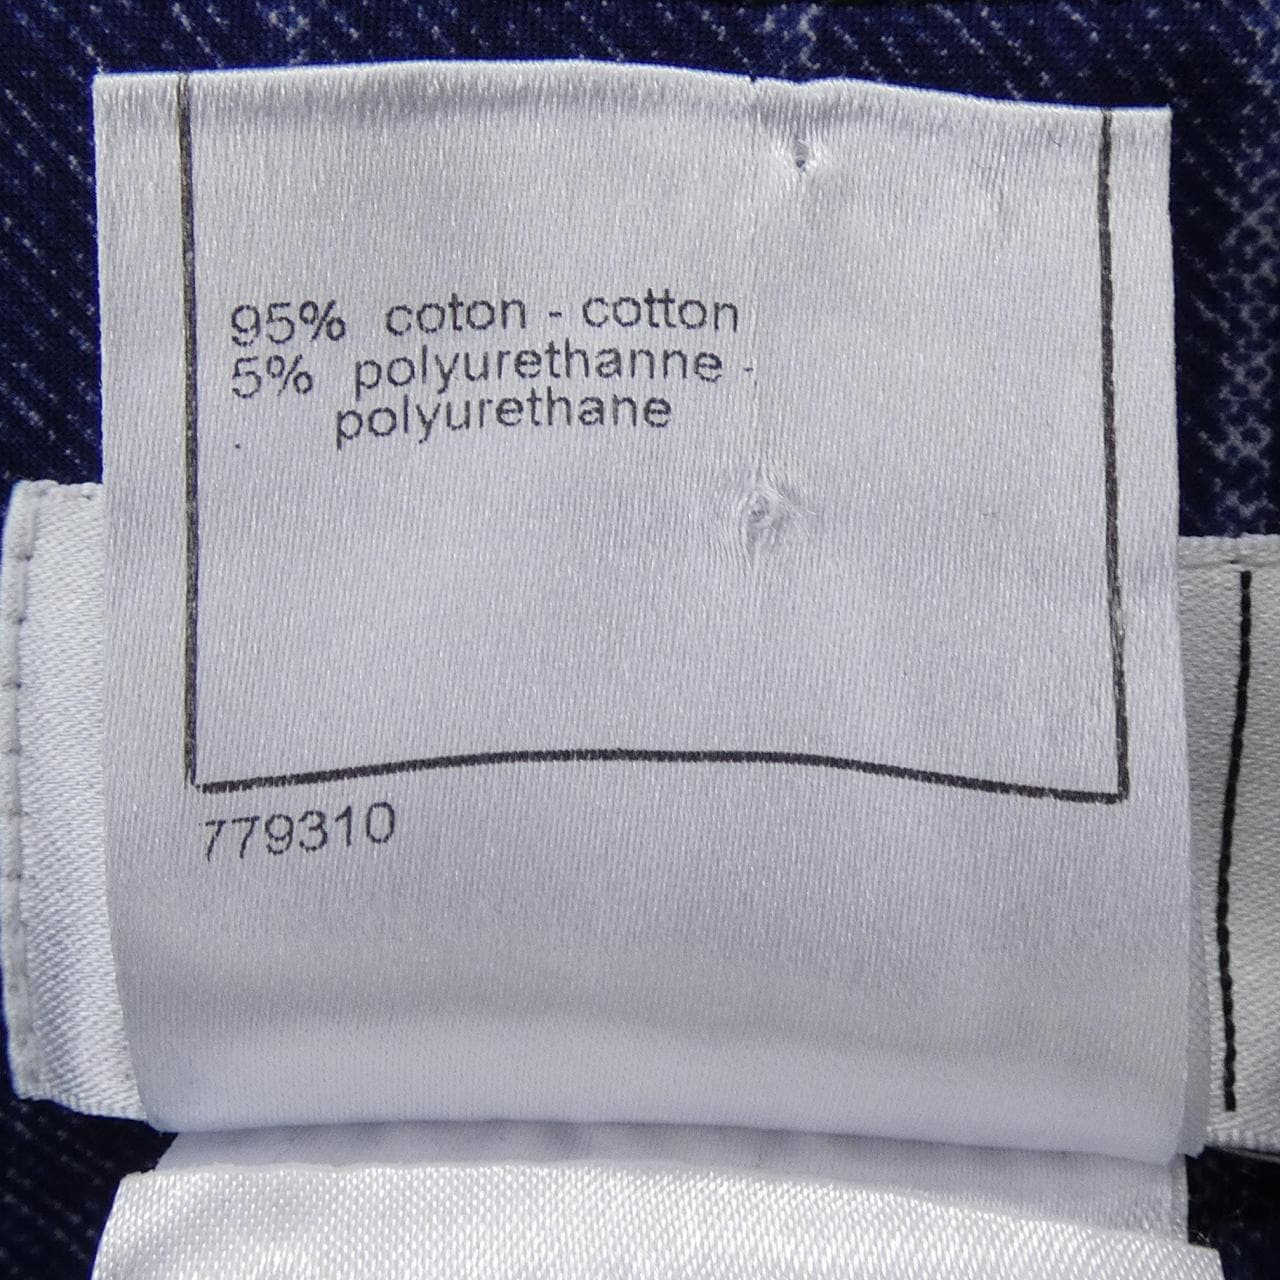 95% coton - cotton
5% polyurethanne -
polyurethane
779310